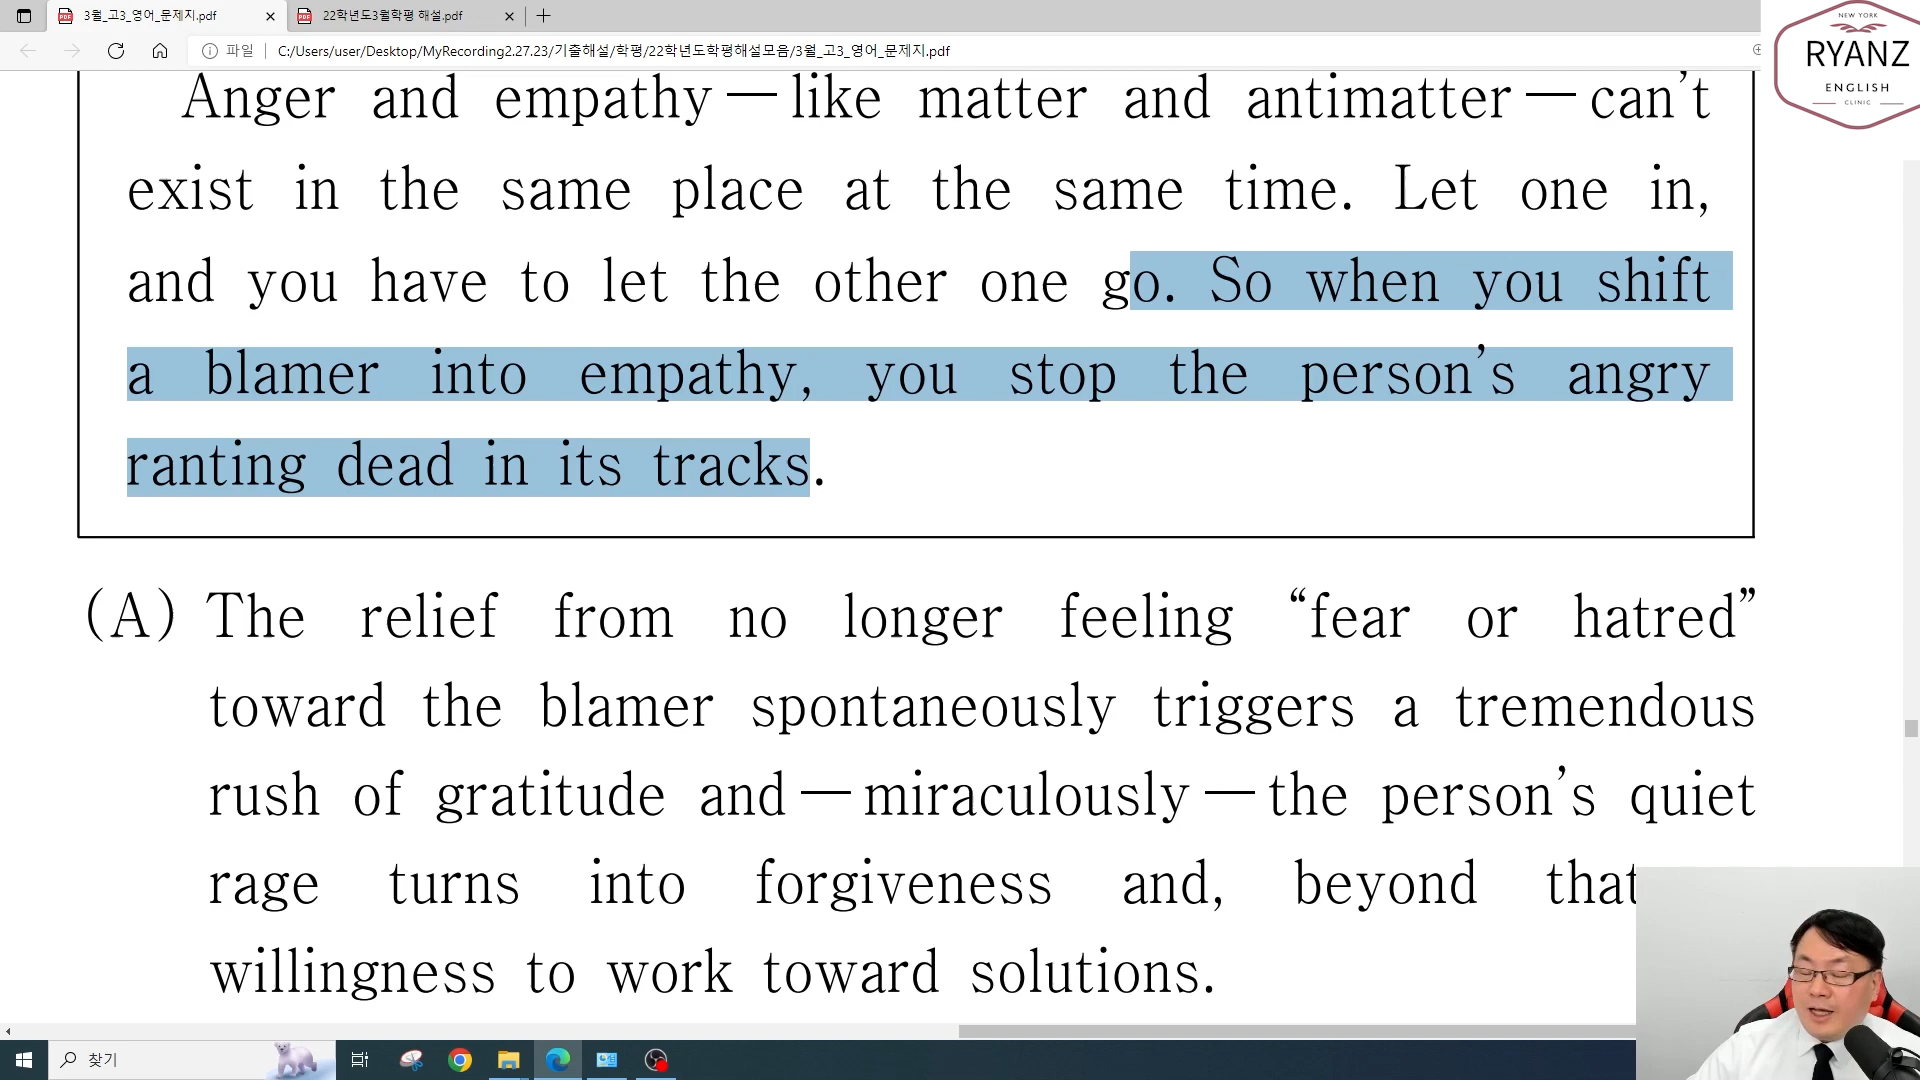 3월_고3_영어_문제지.pdf
22학년도3월학평 해설.pdf
파일
C:/Users/user/Desktop/MyRecording2.27.23/기출해설/학평/22학년도학평해설모음/3월_고3_영어_문제지.pdf
NEW YORK
RYANZ
ENGLISH
CLINIC
Anger and empathy — like matter and antimatter — can't
exist in the same place at the same time. Let one in,
and you have to let the other one go. So when you shift
a blamer into empathy, you stop the person's angry
ranting dead in its tracks.
(A) The relief from no longer feeling “fear or hatred”
toward the blamer spontaneously triggers a tremendous
rush of gratitude and — miraculously — the person's quiet
rage turns into forgiveness and, beyond that
willingness to work toward solutions.
찾기